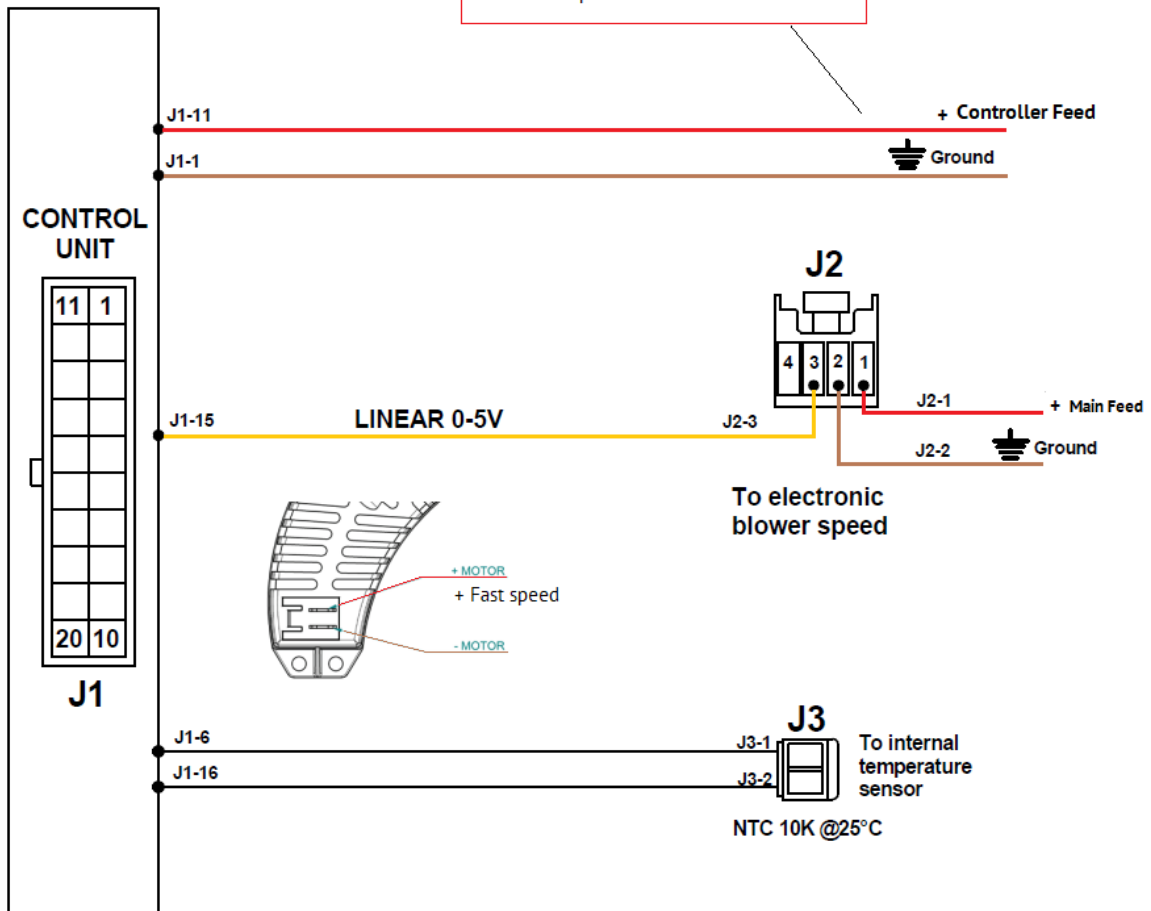 J1-11
+ Controller Feed
J1-1
Ground
CONTROL
UNIT
11 1
20 10
J1
J2
4 3 2 1
J2-1
+ Main Feed
J2-2
Ground
J1-15
LINEAR 0-5V
J2-3
To electronic
blower speed
+ MOTOR
+ Fast speed
- MOTOR
J1-6
J1-16
J3
J3-1
J3-2
To internal
temperature
sensor
NTC 10K @25°C